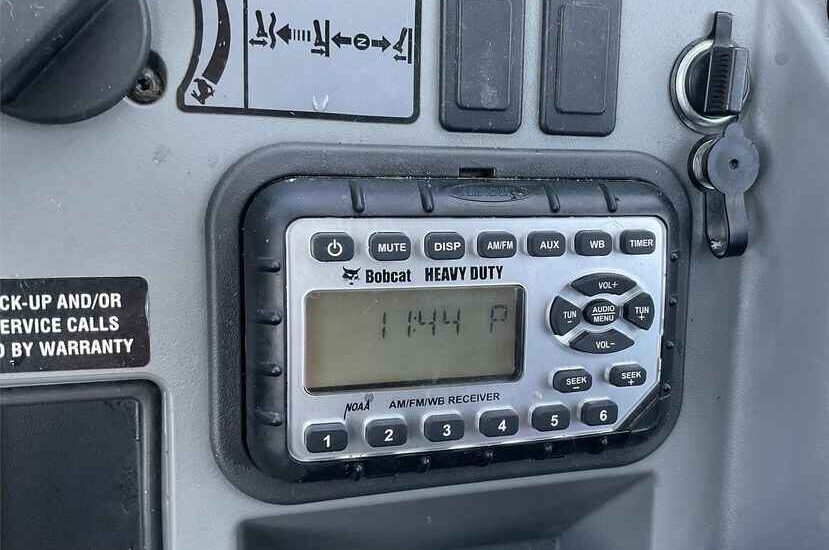 N
MUTE DISP AM/FM AUX WB TIMER
Bobcat HEAVY DUTY
VOL+
TUN - AUDIO MENU TUN +
VOL-
11:44 P
SEEK - SEEK +
NOAA AM/FM/WB RECEIVER
1 2 3 4 5 6
CK-UP AND/OR
SERVICE CALLS
D BY WARRANTY